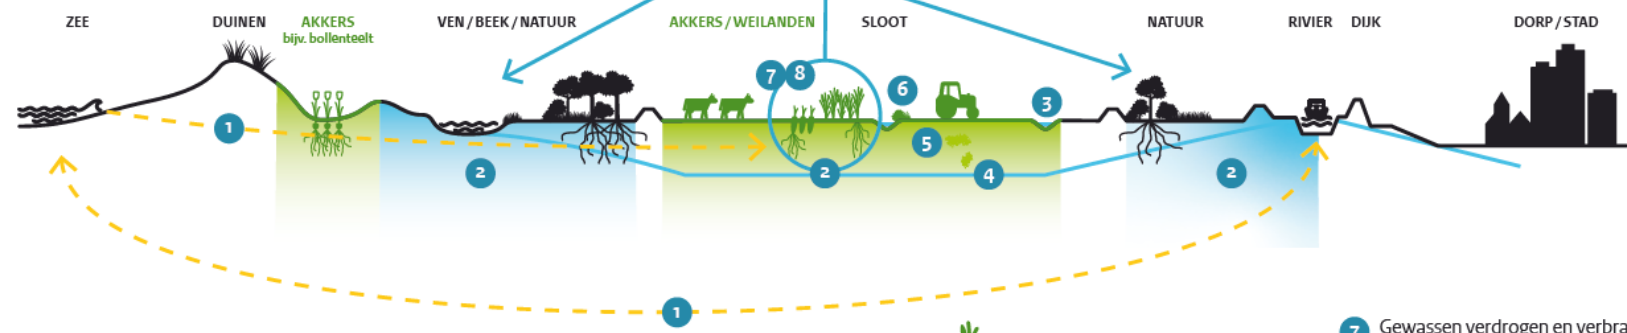 ZEE
DUINEN
AKKERS
bijv. bollenteelt
VEN / BEEK / NATUUR
AKKERS / WEILANDEN
SLOOT
NATUUR
RIVIER
DIJK
DORP / STAD
7
8
6
3
1
5
2
2
4
2
1
7 Gewassen verdrogen en verbra